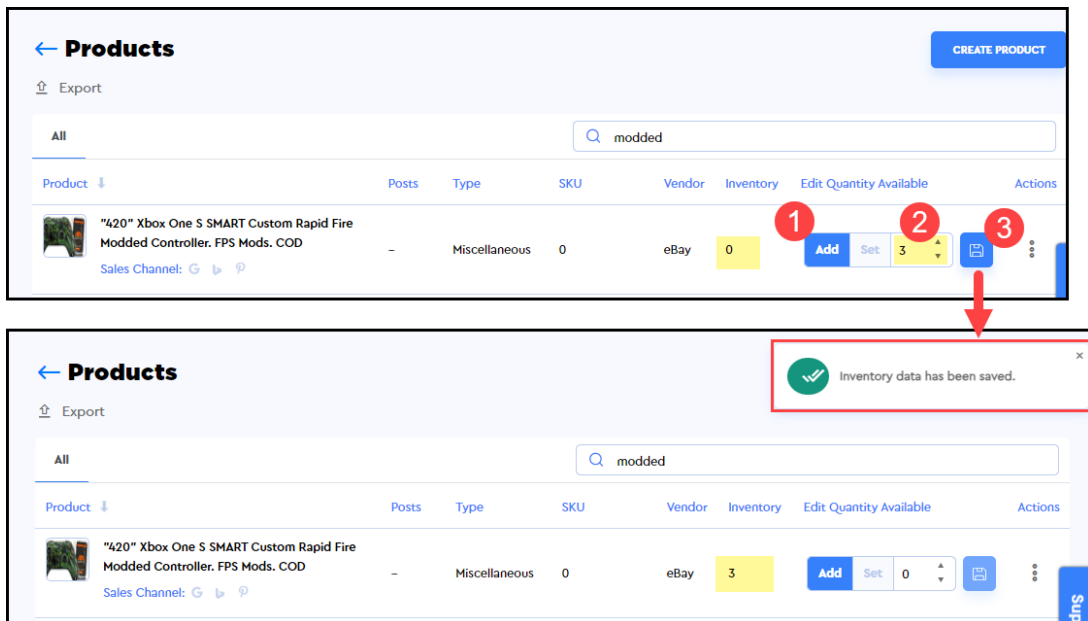 ← Products
CREATE PRODUCT
Export
All
modded
Product Posts Type SKU Vendor Inventory Edit Quantity Available Actions
1 2 3
"420" Xbox One S SMART Custom Rapid Fire
Modded Controller. FPS Mods. COD
– Miscellaneous 0 eBay 0 Add Set 3
Sales Channel:
← Products
Inventory data has been saved.
×
Export
All
modded
Product Posts Type SKU Vendor Inventory Edit Quantity Available Actions
"420" Xbox One S SMART Custom Rapid Fire
Modded Controller. FPS Mods. COD
– Miscellaneous 0 eBay 3 Add Set 0
Sales Channel:
Sup